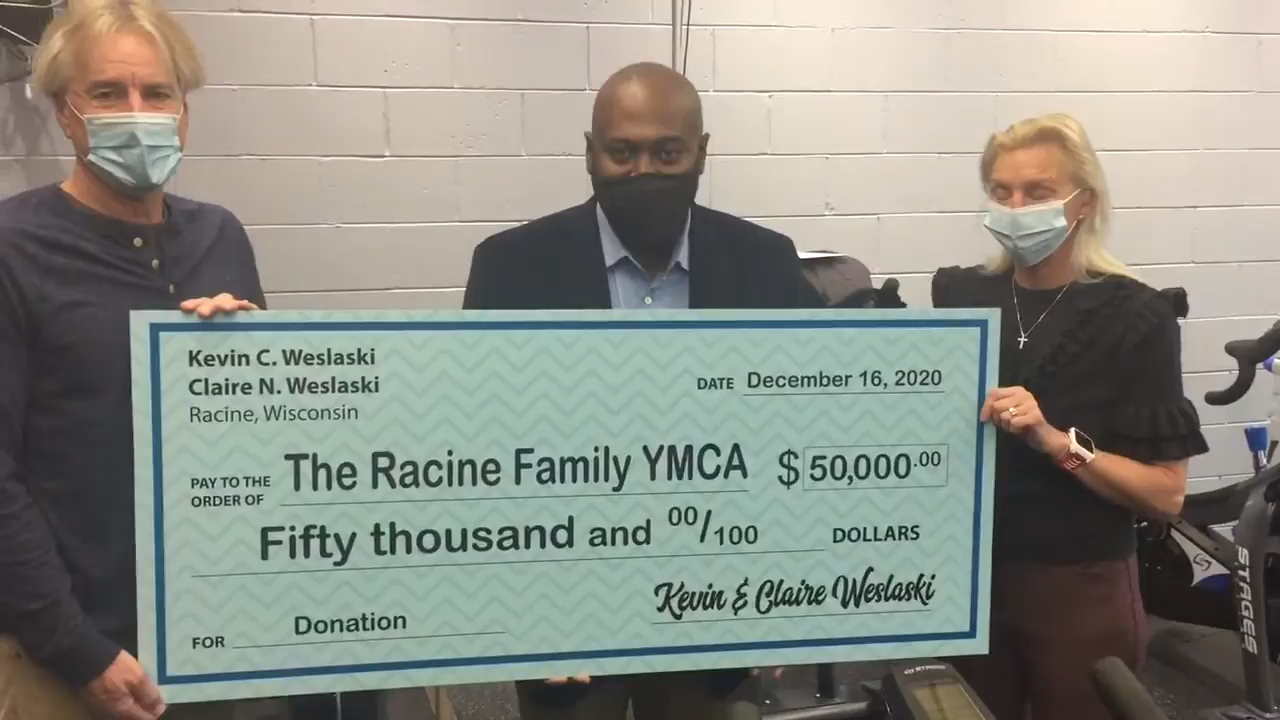 Kevin C. Weslaski
Claire N. Weslaski
Racine, Wisconsin
DATE December 16, 2020
PAY TO THE ORDER OF The Racine Family YMCA $ 50,000.00
Fifty thousand and 00/100 DOLLARS
Kevin & Claire Weslaski
FOR Donation
STAGES